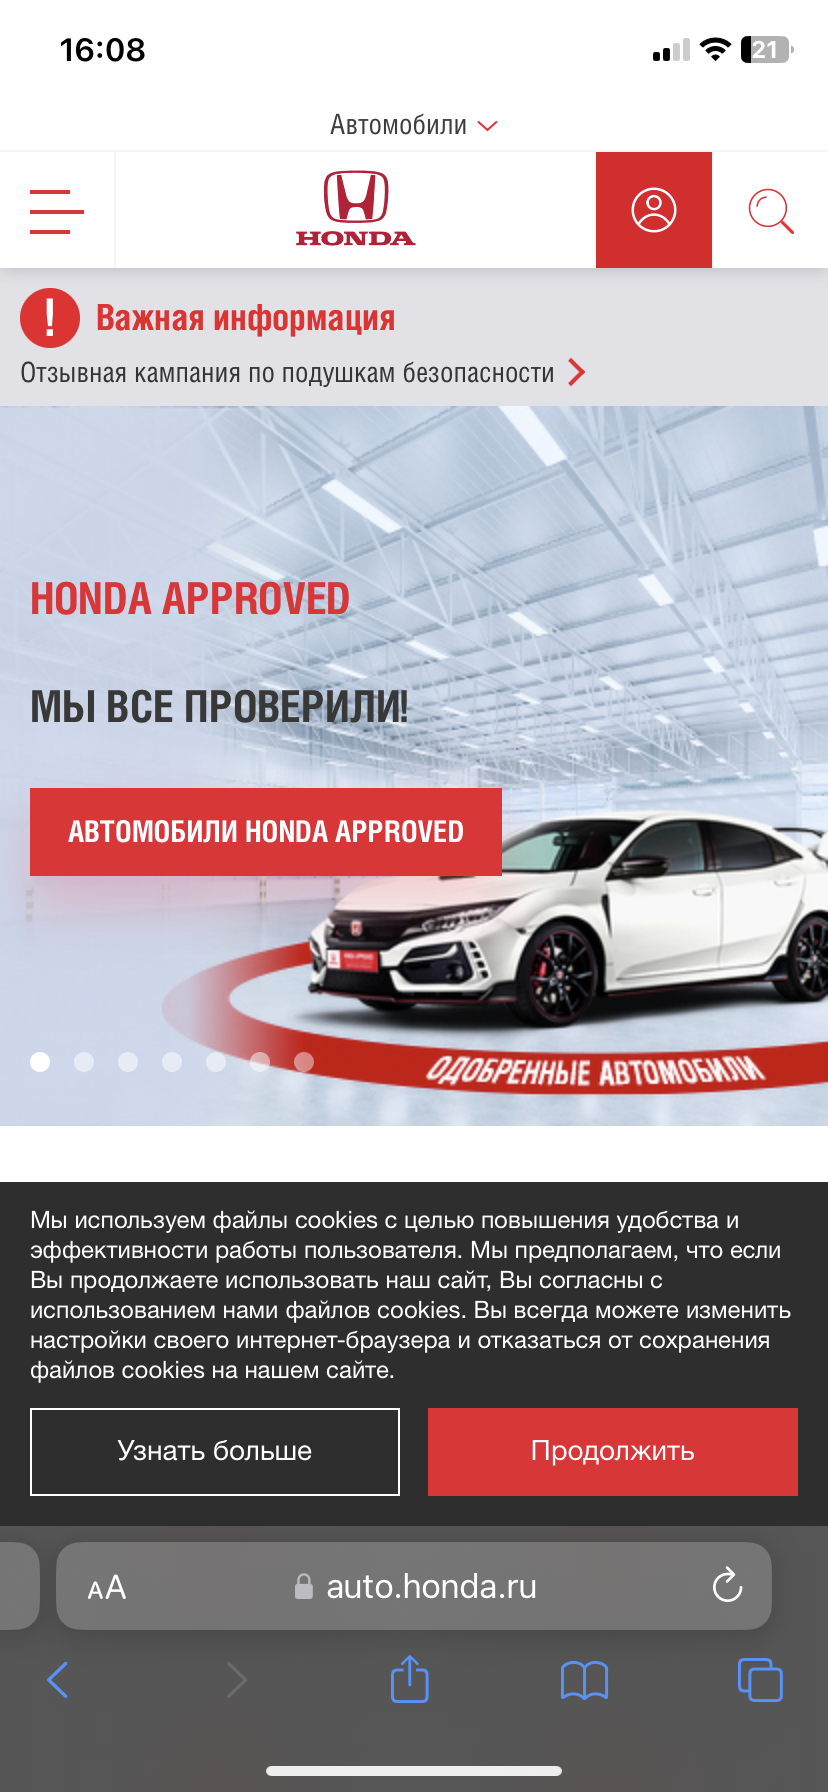 16:08
21
Автомобили
HONDA
Важная информация
Отзывная кампания по подушкам безопасности
HONDA APPROVED
МЫ ВСЕ ПРОВЕРИЛИ!
АВТОМОБИЛИ HONDA APPROVED
ОДОБРЕННЫЕ АВТОМОБИЛИ
Мы используем файлы cookies с целью повышения удобства и
эффективности работы пользователя. Мы предполагаем, что если
Вы продолжаете использовать наш сайт, Вы согласны с
использованием нами файлов cookies. Вы всегда можете изменить
настройки своего интернет-браузера и отказаться от сохранения
файлов cookies на нашем сайте.
Узнать больше
Продолжить
AA
auto.honda.ru